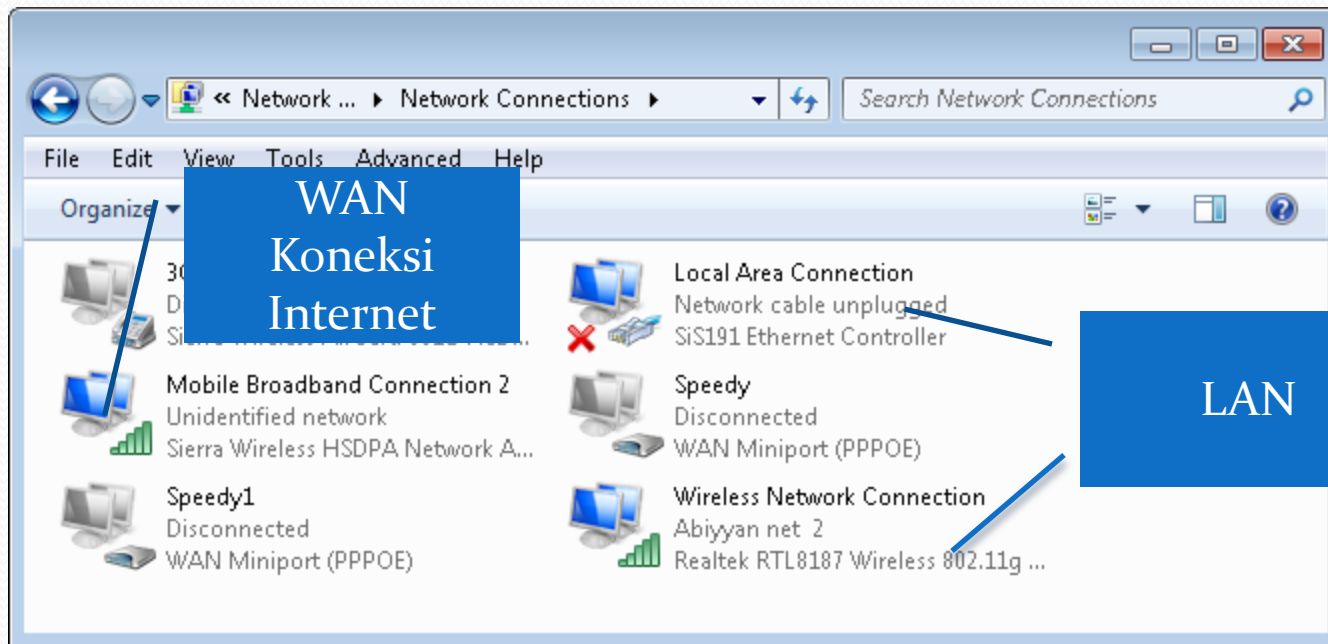 « Network ... ▸ Network Connections ▸
Search Network Connections
File Edit View Tools Advanced Help
Organize
WAN
Koneksi
Internet
Local Area Connection
Network cable unplugged
SiS191 Ethernet Controller
LAN
Mobile Broadband Connection 2
Unidentified network
Sierra Wireless HSDPA Network A...
Speedy
Disconnected
WAN Miniport (PPPOE)
Speedy1
Disconnected
WAN Miniport (PPPOE)
Wireless Network Connection
Abiyyan net 2
Realtek RTL8187 Wireless 802.11g ...